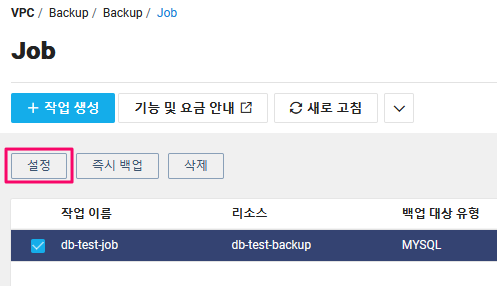 VPC / Backup / Backup / Job
Job
+ 작업 생성 기능 및 요금 안내 새로 고침
설정 즉시 백업 삭제
작업 이름 리소스 백업 대상 유형
db-test-job db-test-backup MYSQL